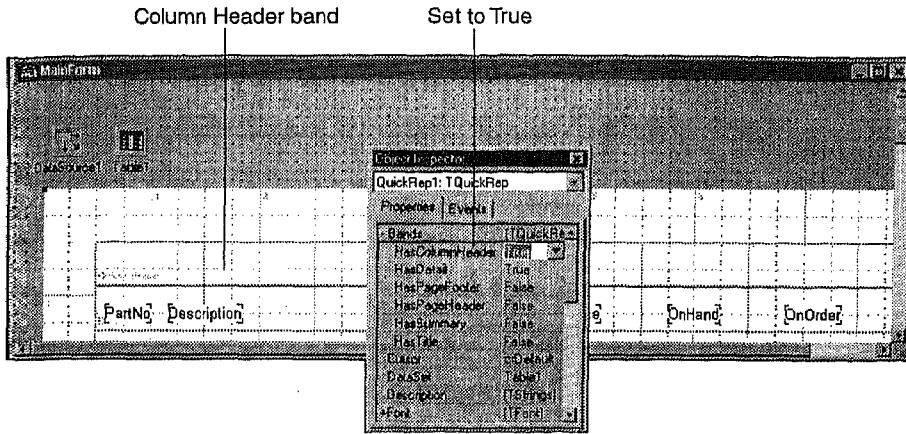 Column Header band
Set to True
MainForm
DataSource1 Table1
Object Inspector
QuickRep1: TQuickRep
Properties Events
Bands (TQuickRe
HasColumnHeader True
HasDetail True
HasPageFooter False
HasPageHeader False
HasSummary False
HasTitle False
Cursor crDefault
DataSet Table1
Description (TStrings)
+Font (TFont)
PartNo Description OnHand OnOrder